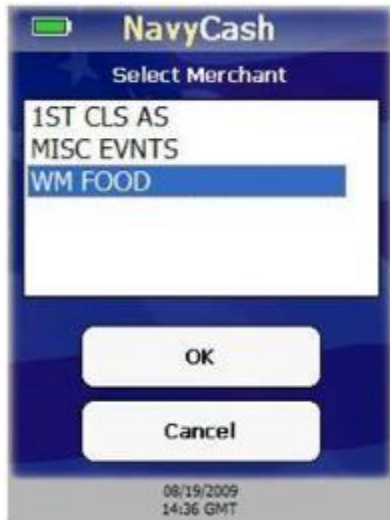 NavyCash
Select Merchant
1ST CLS AS
MISC EVNTS
WM FOOD
OK
Cancel
08/19/2009
14:36 GMT